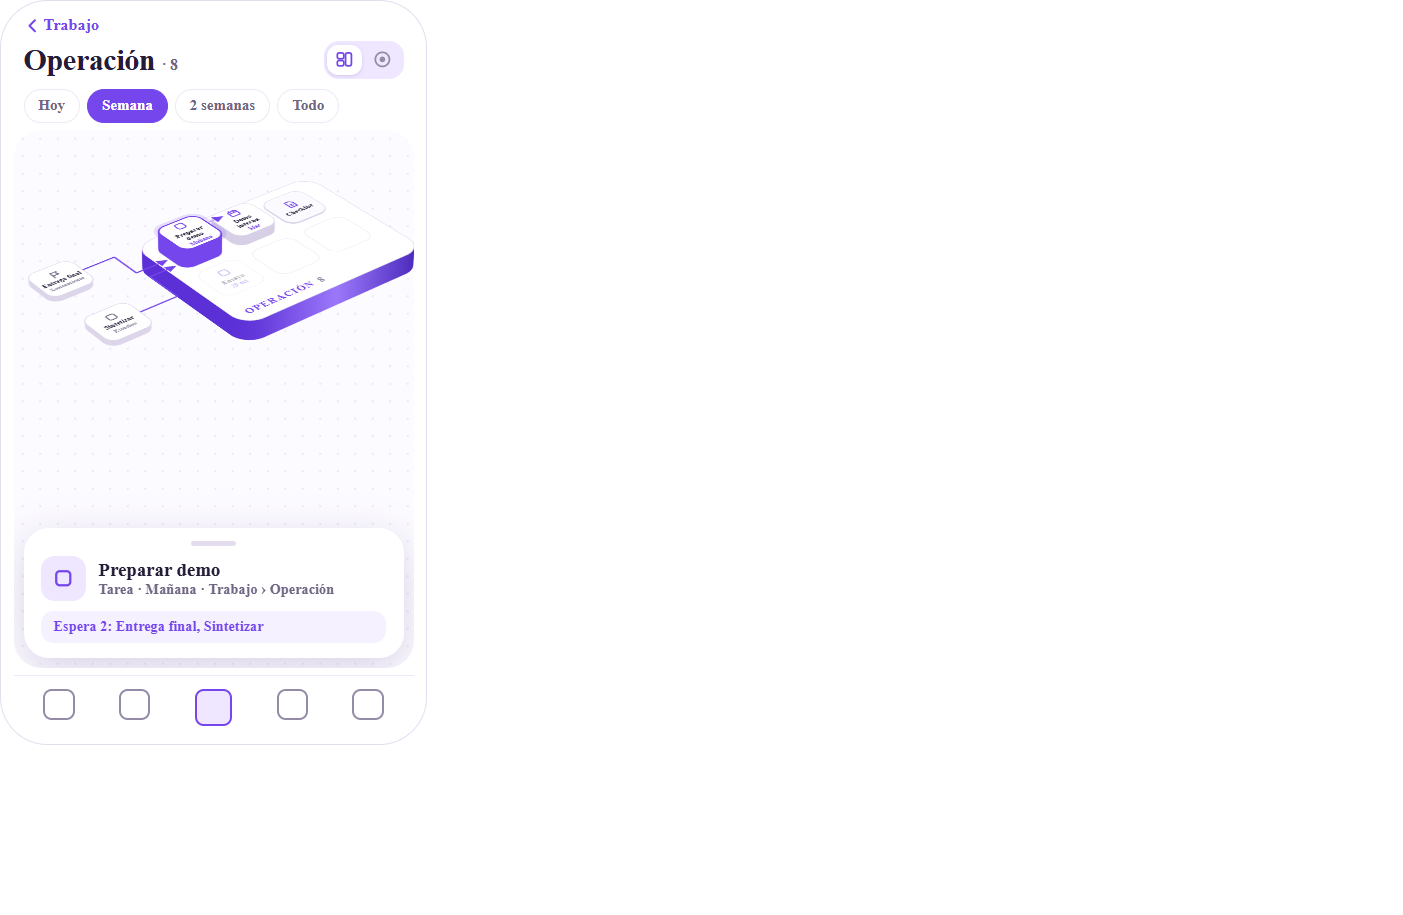 Trabajo
Operación · 8
Hoy
Semana
2 semanas
Todo
Checklist
Preparar
demo
Mañana
Entrega final
Sintetizar
OPERACIÓN 8
Preparar demo
Tarea · Mañana · Trabajo › Operación
Espera 2: Entrega final, Sintetizar